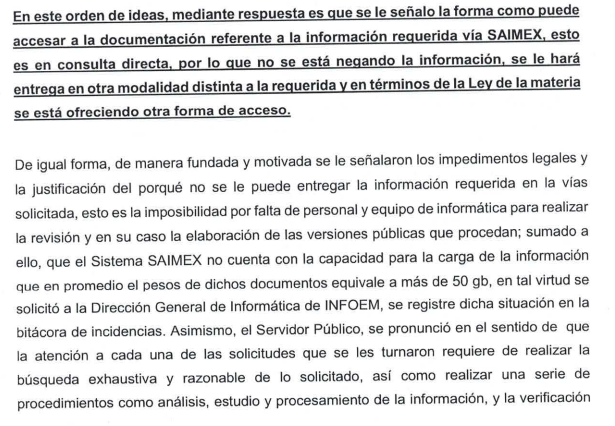 En este orden de ideas, mediante respuesta es que se le señalo la forma como puede
accesar a la documentación referente a la información requerida vía SAIMEX, esto
es en consulta directa, por lo que no se está negando la información, se le hará
entrega en otra modalidad distinta a la requerida y en términos de la Ley de la materia
se está ofreciendo otra forma de acceso.
De igual forma, de manera fundada y motivada se le señalaron los impedimentos legales y
la justificación del porqué no se le puede entregar la información requerida en la vías
solicitada, esto es la imposibilidad por falta de personal y equipo de informática para realizar
la revisión y en su caso la elaboración de las versiones públicas que procedan; sumado a
ello, que el Sistema SAIMEX no cuenta con la capacidad para la carga de la información
que en promedio el pesos de dichos documentos equivale a más de 50 gb, en tal virtud se
solicitó a la Dirección General de Informática de INFOEM, se registre dicha situación en la
bitácora de incidencias. Asimismo, el Servidor Público, se pronunció en el sentido de que
la atención a cada una de las solicitudes que se les turnaron requiere de realizar la
búsqueda exhaustiva y razonable de lo solicitado, así como realizar una serie de
procedimientos como análisis, estudio y procesamiento de la información, y la verificación